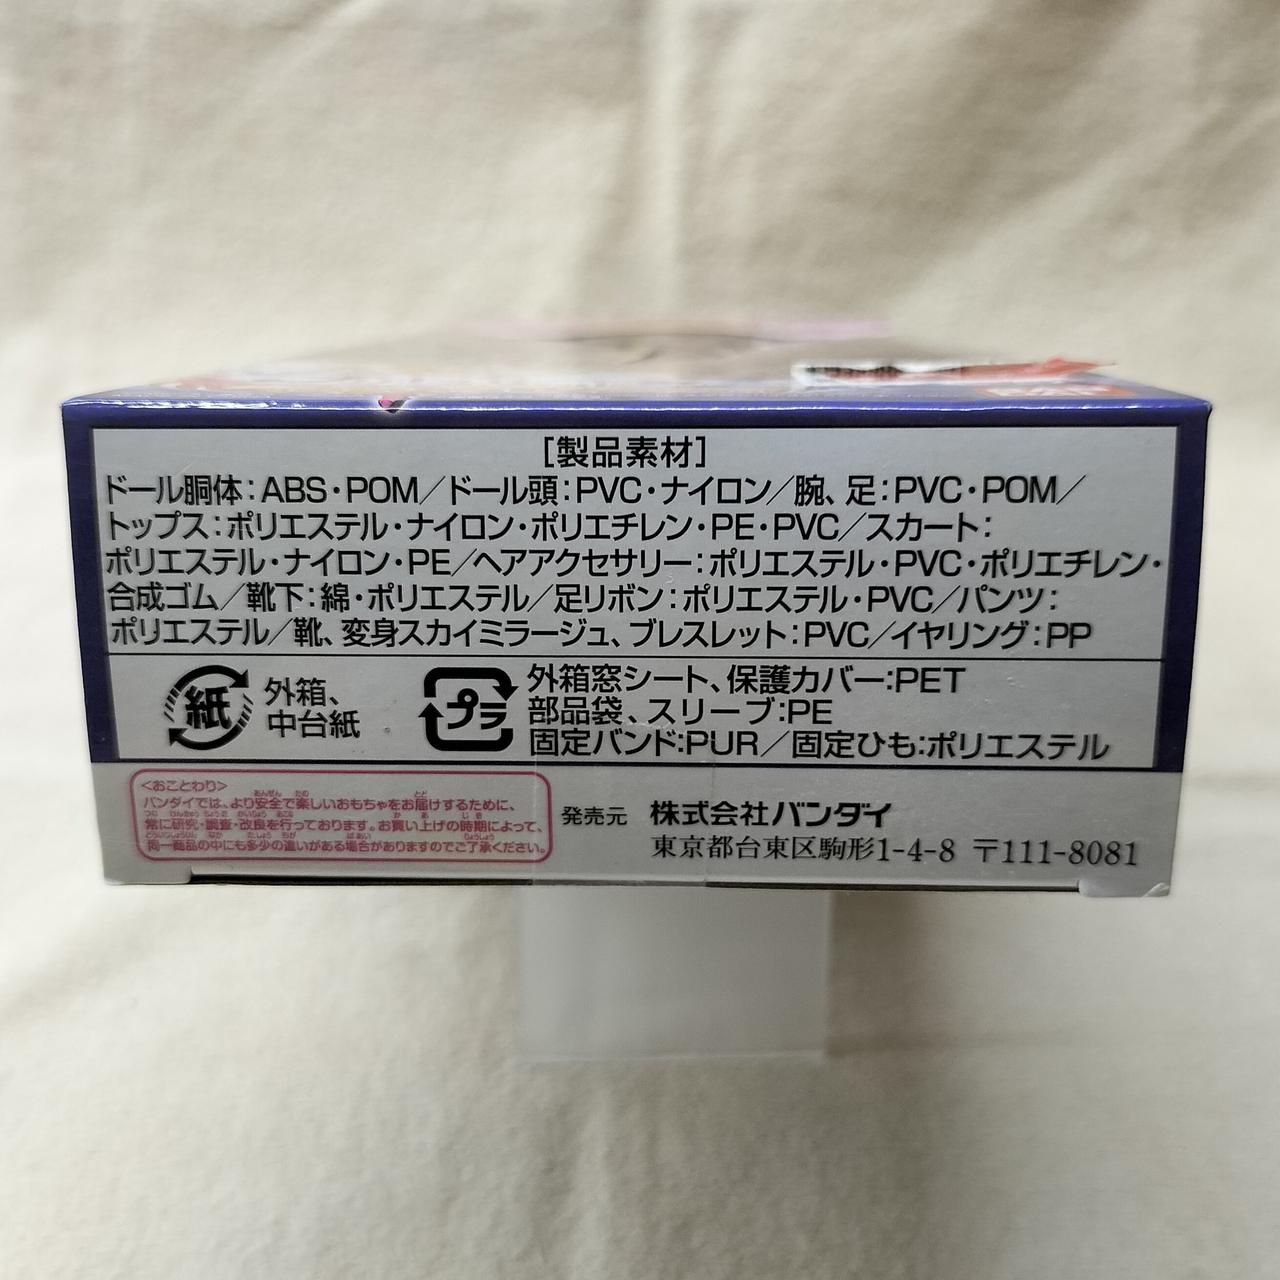 [製品素材]
ドール胴体:ABS・POM／ドール頭:PVC・ナイロン／腕、足:PVC・POM／
トップス:ポリエステル・ナイロン・ポリエチレン・PE・PVC／スカート:
ポリエステル・ナイロン・PE／ヘアアクセサリー:ポリエステル・PVC・ポリエチレン・
合成ゴム／靴下:綿・ポリエステル／足リボン:ポリエステル・PVC／パンツ:
ポリエステル／靴、変身スカイミラージュ、ブレスレット:PVC／イヤリング:PP
紙
外箱、
中台紙
プラ
外箱窓シート、保護カバー:PET
部品袋、スリーブ:PE
固定バンド:PUR／固定ひも:ポリエステル
<おことわり>
バンダイでは、より安全で楽しいおもちゃをお届けするために、
常に研究・調査・改良を行っております。お買い上げの時期によって、
同一商品の中にも多少の違いがある場合がありますのでご了承ください。
発売元 株式会社バンダイ
東京都台東区駒形1-4-8 〒111-8081